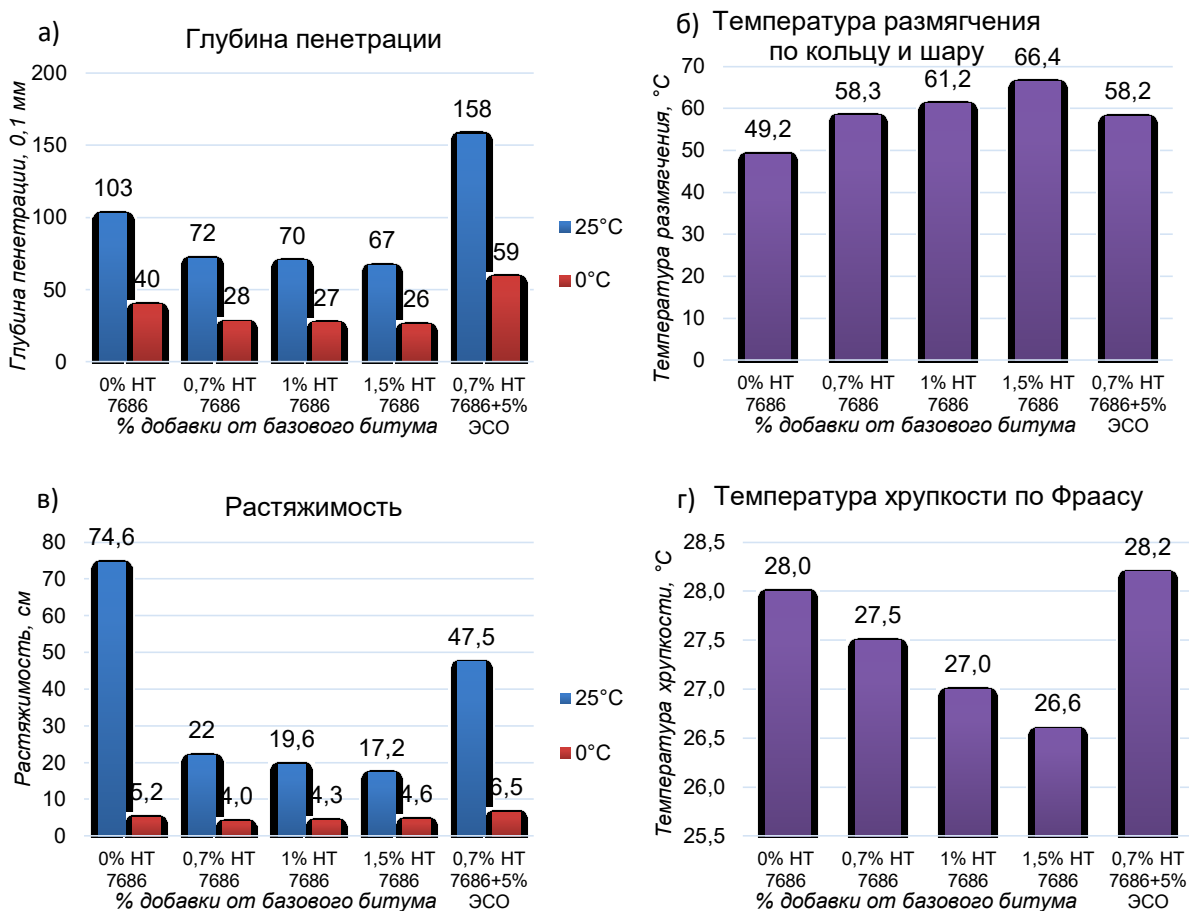 а)
Глубина пенетрации
Глубина пенетрации, 0,1 мм
200
150
100
50
0
103
40
72
28
70
27
67
26
158
59
25°C
0°C
0% НТ
7686
0,7% НТ
7686
1% НТ
7686
1,5% НТ
7686
0,7% НТ
7686+5%
ЭСО
% добавки от базового битума
б)
Температура размягчения
по кольцу и шару
Температура размягчения, °С
70
60
50
40
30
20
10
0
49,2
58,3
61,2
66,4
58,2
0% НТ
7686
0,7% НТ
7686
1% НТ
7686
1,5% НТ
7686
0,7% НТ
7686+5%
ЭСО
% добавки от базового битума
в)
Растяжимость
Растяжимость, см
80
70
60
50
40
30
20
10
0
74,6
5,2
22
4,0
19,6
4,3
17,2
4,6
47,5
6,5
25°C
0°C
0% НТ
7686
0,7% НТ
7686
1% НТ
7686
1,5% НТ
7686
0,7% НТ
7686+5%
ЭСО
% добавки от базового битума
г)
Температура хрупкости по Фраасу
Температура хрупкости, °С
28,5
28,0
27,5
27,0
26,5
26,0
25,5
28,0
27,5
27,0
26,6
28,2
0% НТ
7686
0,7% НТ
7686
1% НТ
7686
1,5% НТ
7686
0,7% НТ
7686+5%
ЭСО
% добавки от базового битума